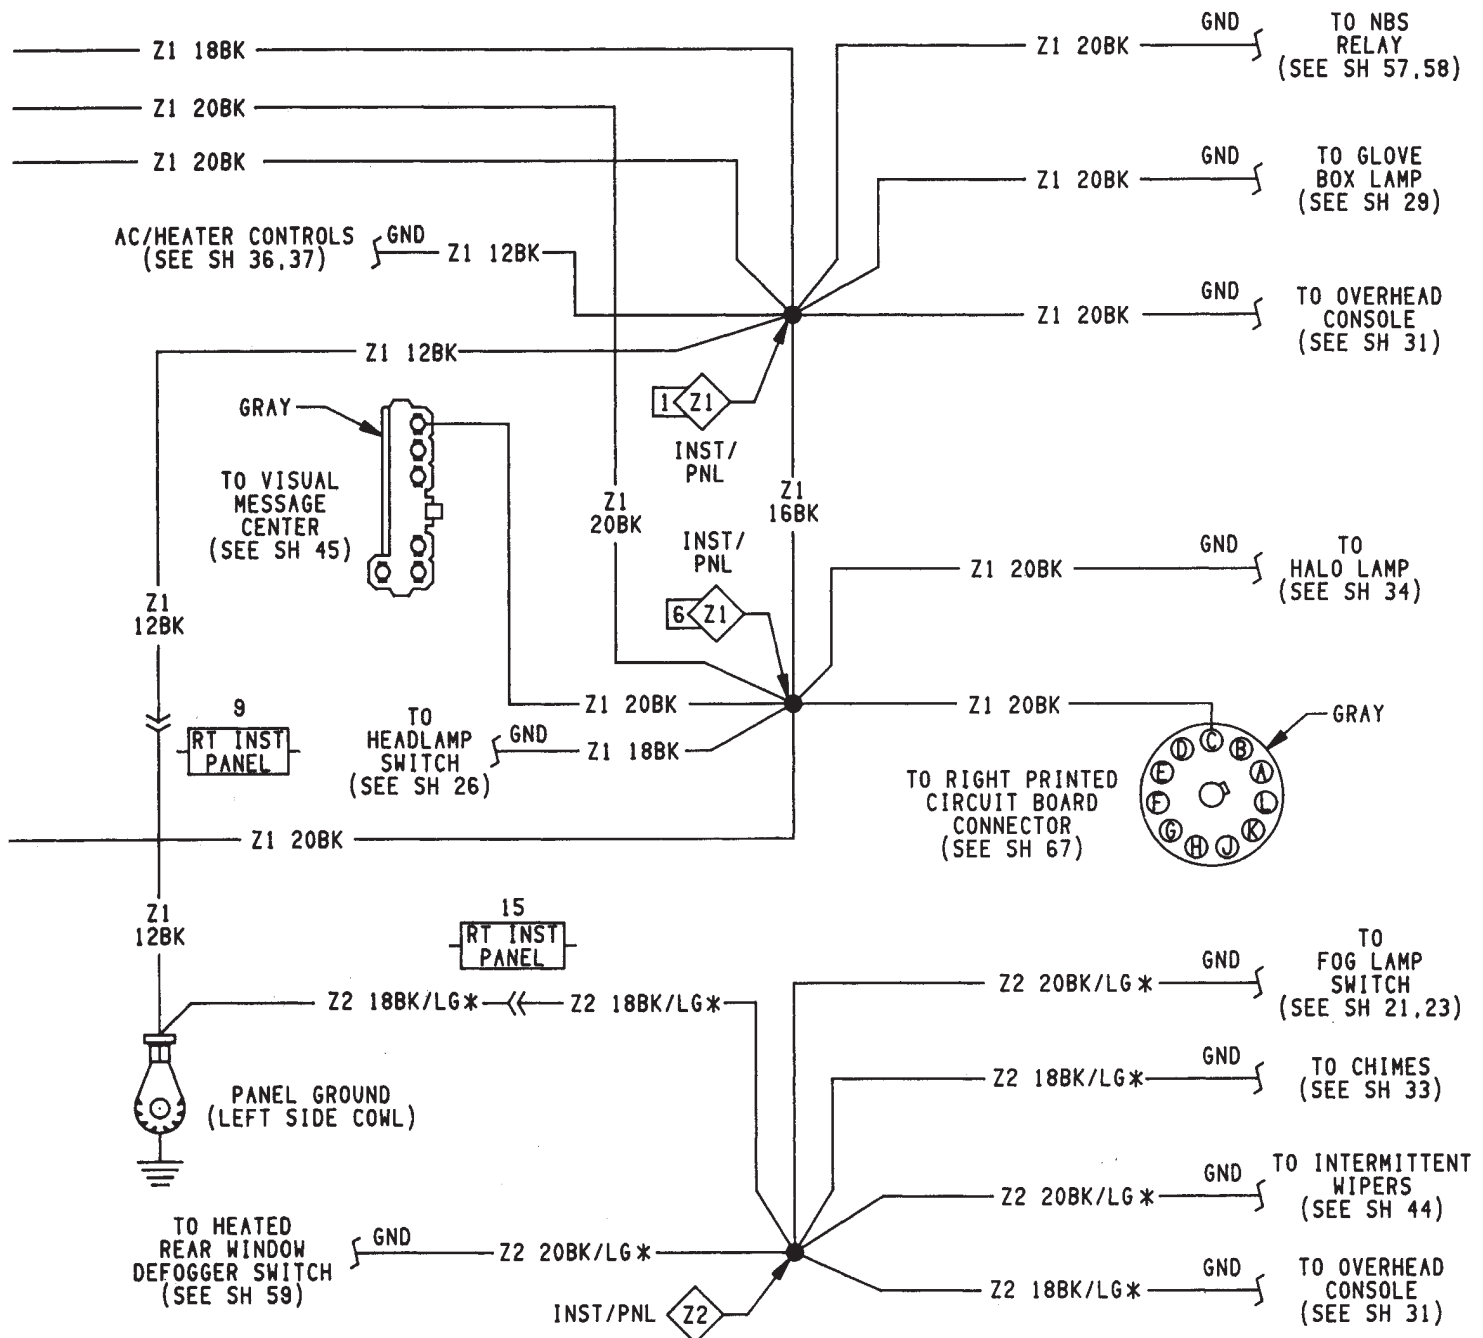 Z1 18BK
Z1 20BK
Z1 20BK
AC/HEATER CONTROLS
(SEE SH 36,37)
GND
Z1 12BK
Z1 12BK
Z1 20BK
GND
TO NBS
RELAY
(SEE SH 57,58)
Z1 20BK
GND
TO GLOVE
BOX LAMP
(SEE SH 29)
Z1 20BK
GND
TO OVERHEAD
CONSOLE
(SEE SH 31)
1
Z1
INST/
PNL
GRAY
TO VISUAL
MESSAGE
CENTER
(SEE SH 45)
Z1
20BK
Z1
16BK
INST/
PNL
6
Z1
Z1 20BK
GND
TO
HALO LAMP
(SEE SH 34)
Z1
12BK
9
RT INST
PANEL
TO
HEADLAMP
SWITCH
(SEE SH 26)
GND
Z1 20BK
Z1 18BK
Z1 20BK
GRAY
TO RIGHT PRINTED
CIRCUIT BOARD
CONNECTOR
(SEE SH 67)
C
B
A
L
K
J
H
G
F
E
D
Z1 20BK
Z1
12BK
15
RT INST
PANEL
Z2 18BK/LG*
Z2 18BK/LG*
PANEL GROUND
(LEFT SIDE COWL)
Z2 20BK/LG*
GND
TO
FOG LAMP
SWITCH
(SEE SH 21,23)
Z2 18BK/LG*
GND
TO CHIMES
(SEE SH 33)
Z2 20BK/LG*
GND
TO INTERMITTENT
WIPERS
(SEE SH 44)
TO HEATED
REAR WINDOW
DEFOGGER SWITCH
(SEE SH 59)
GND
Z2 20BK/LG*
Z2 18BK/LG*
GND
TO OVERHEAD
CONSOLE
(SEE SH 31)
INST/PNL
Z2